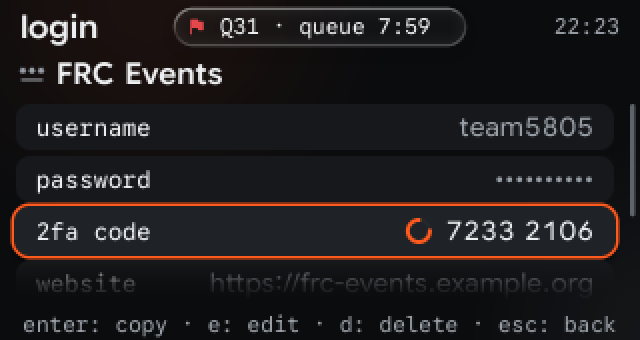 login Q31 · queue 7:59 22:23
FRC Events
username team5805
password ••••••••••
2fa code 7233 2106
website https://frc-events.example.org
enter: copy · e: edit · d: delete · esc: back